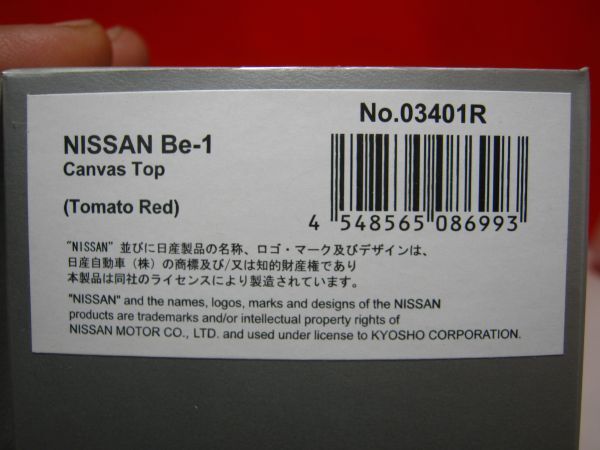 No.03401R
NISSAN Be-1
Canvas Top
(Tomato Red)
4 548565 086993
"NISSAN" 並びに日産製品の名称、ロゴ・マーク及びデザインは、
日産自動車（株）の商標及び/又は知的財産権であり
本製品は同社のライセンスにより製造されています。
"NISSAN" and the names, logos, marks and designs of the NISSAN
products are trademarks and/or intellectual property rights of
NISSAN MOTOR CO., LTD. and used under license to KYOSHO CORPORATION.